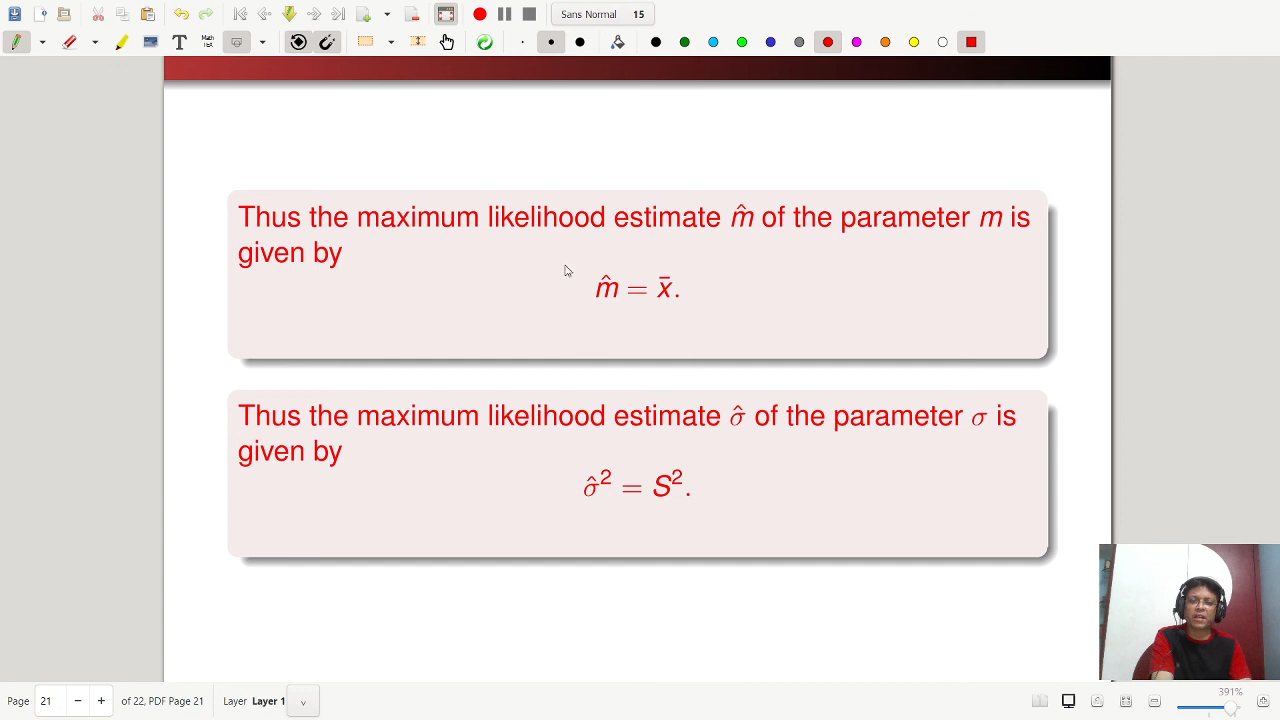 Sans Normal 15
Thus the maximum likelihood estimate m̂ of the parameter m is
given by
m̂ = x̄.
Thus the maximum likelihood estimate σ̂ of the parameter σ is
given by
σ̂² = S².
391%
Page 21 − + of 22, PDF Page 21 Layer Layer 1